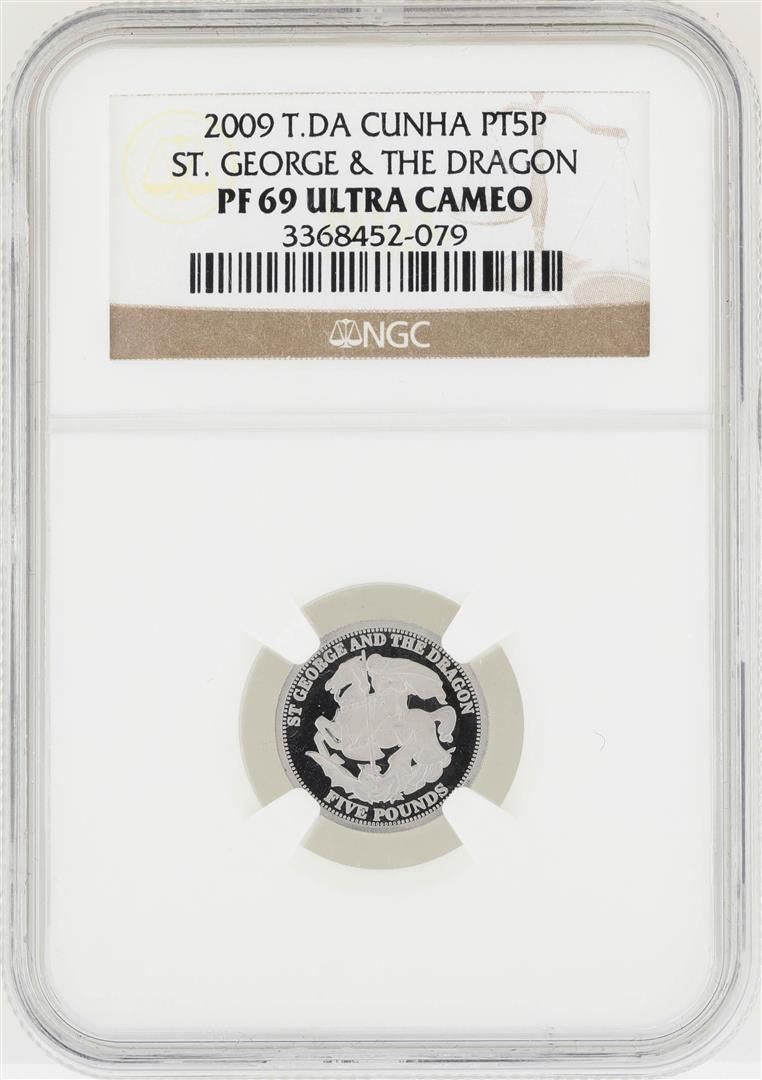 2009 T.DA CUNHA PT5P
ST. GEORGE & THE DRAGON
PF 69 ULTRA CAMEO
3368452-079
NGC
ST GEORGE AND THE DRAGON
FIVE POUNDS